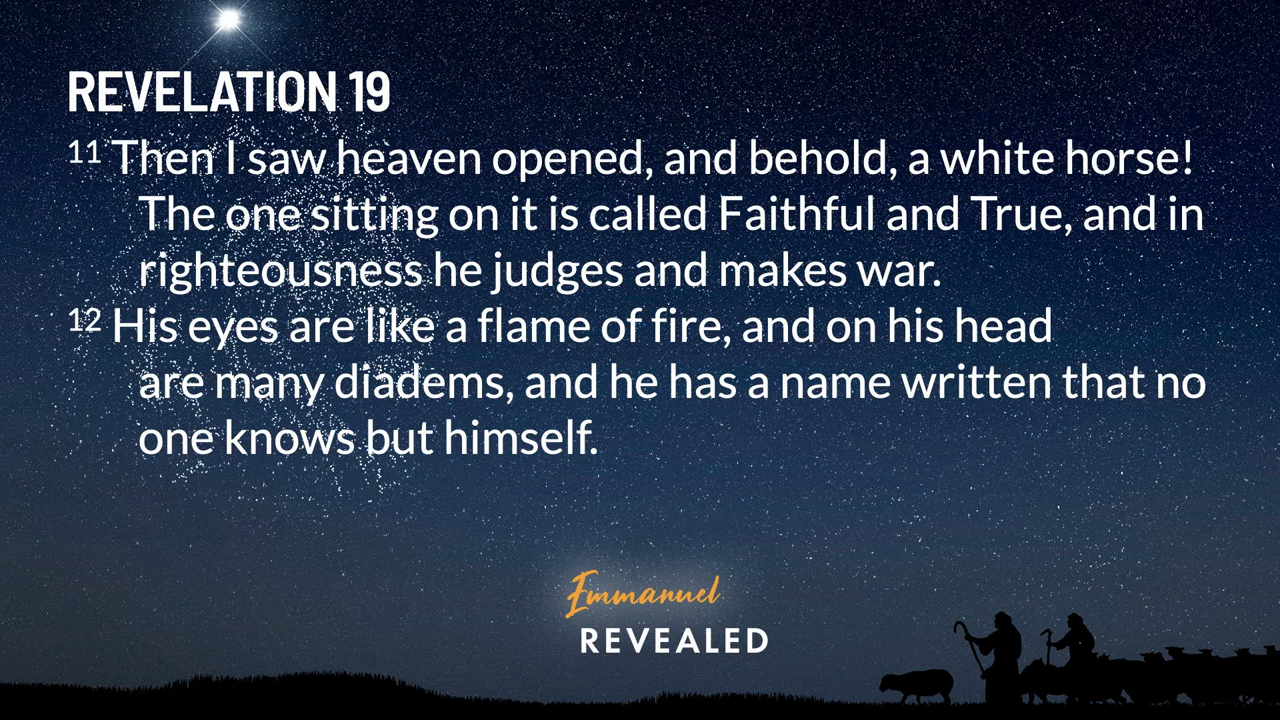 REVELATION 19
11 Then I saw heaven opened, and behold, a white horse!
The one sitting on it is called Faithful and True, and in
righteousness he judges and makes war.
12 His eyes are like a flame of fire, and on his head
are many diadems, and he has a name written that no
one knows but himself.
Emmanuel
REVEALED